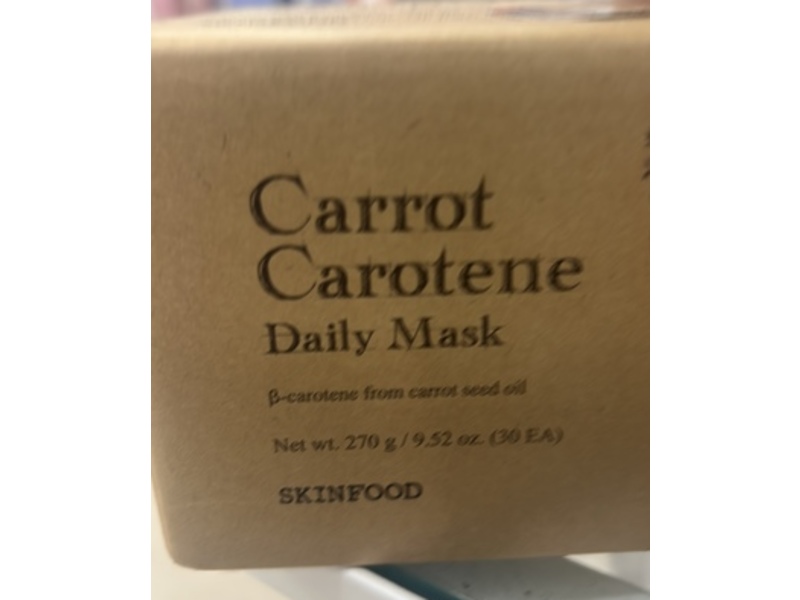 Carrot
Carotene
Daily Mask
β-carotene from carrot seed oil
Net wt. 270 g / 9.52 oz. (30 EA)
SKINFOOD